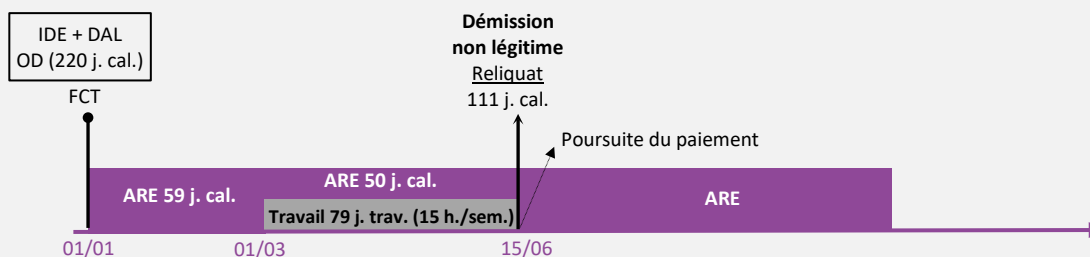 IDE + DAL
OD (220 j. cal.)
FCT
Démission
non légitime
Reliquat
111 j. cal.
Poursuite du paiement
ARE 59 j. cal.
ARE 50 j. cal.
ARE
Travail 79 j. trav. (15 h./sem.)
01/01
01/03
15/06